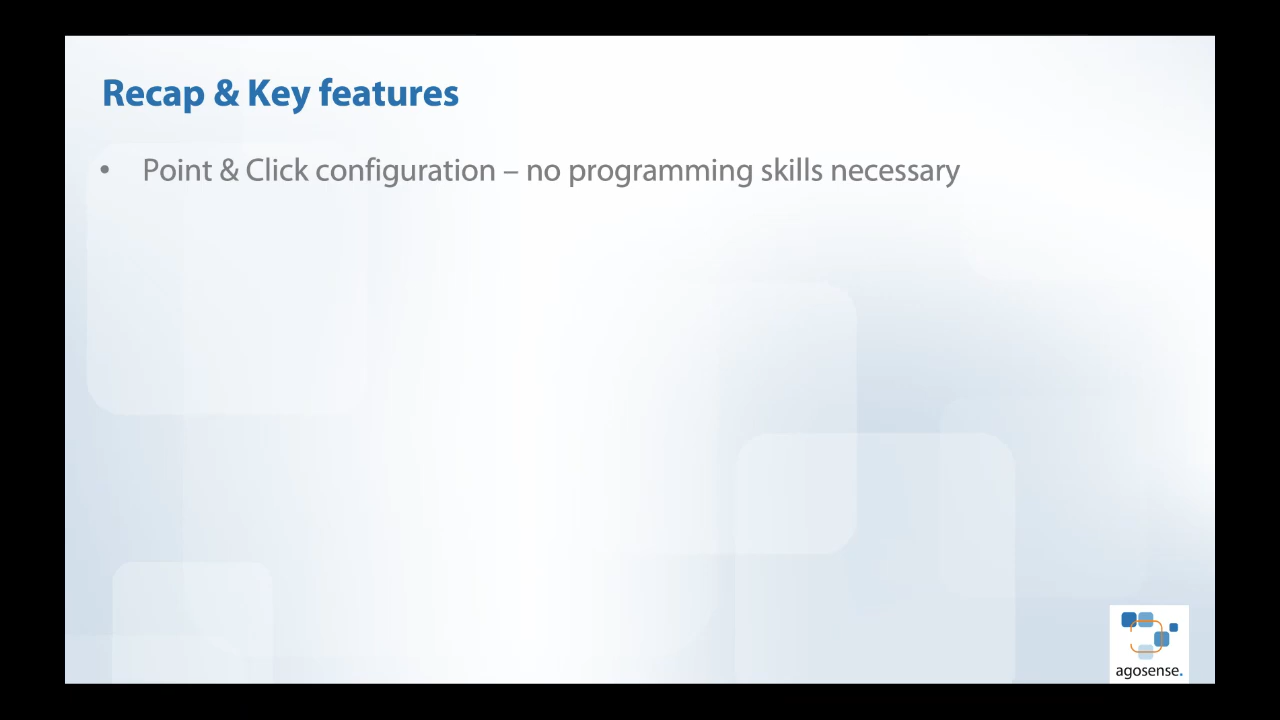 Recap & Key features
• Point & Click configuration – no programming skills necessary
agosense.